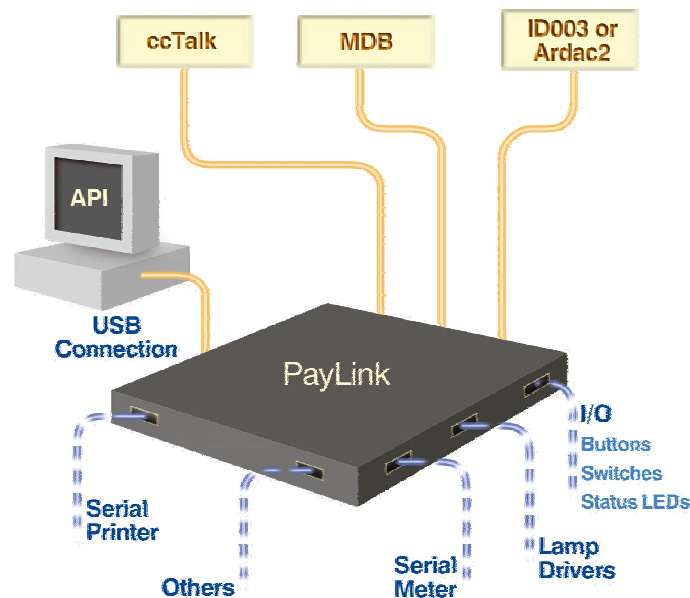 ccTalk
MDB
ID003 or
Ardac2
API
USB
Connection
PayLink
I/O
Buttons
Switches
Status LEDs
Serial
Printer
Lamp
Drivers
Serial
Meter
Others